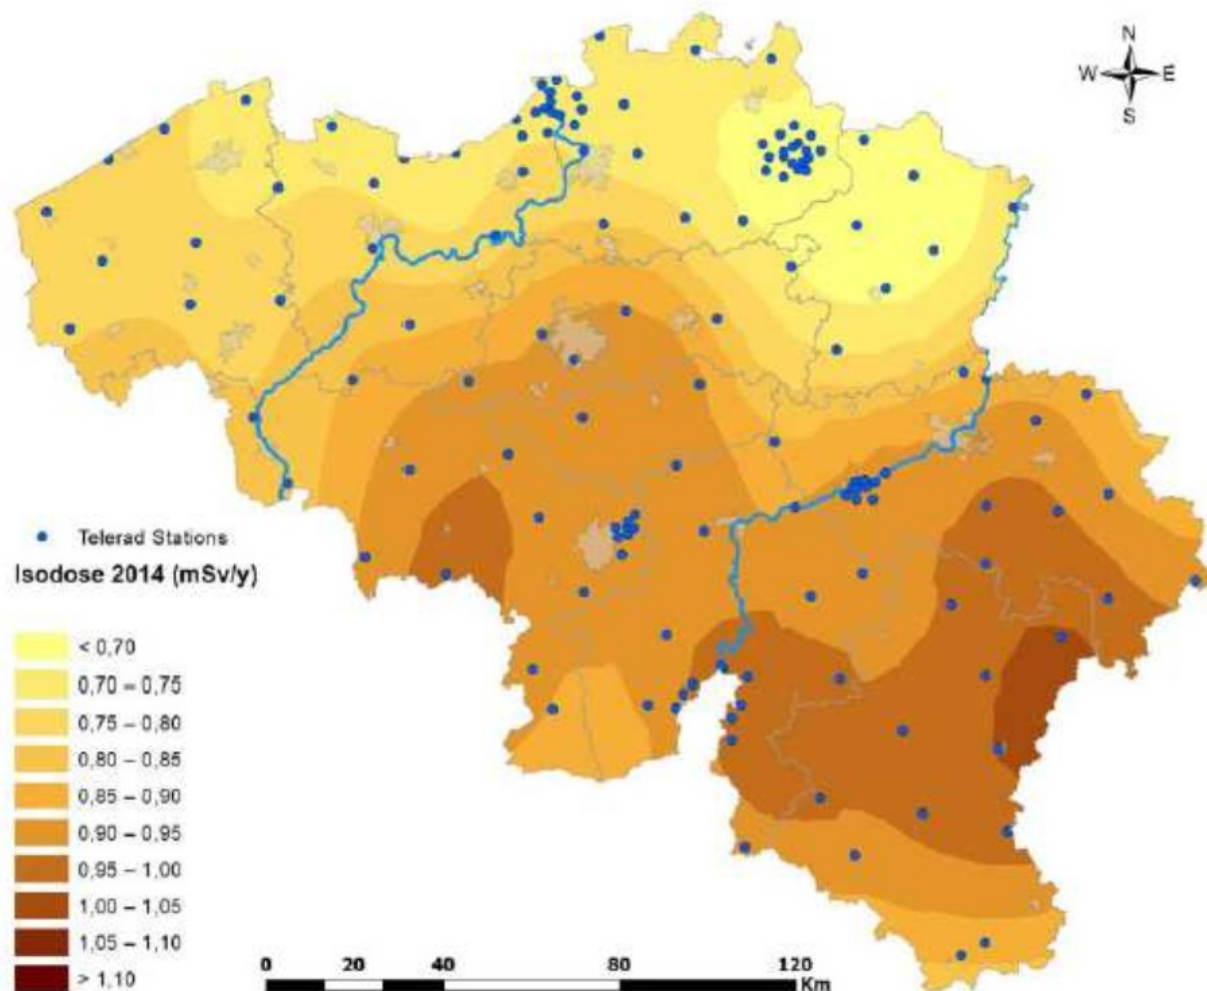 N
W E
S
Telerad Stations
Isodose 2014 (mSv/y)
< 0,70
0,70 – 0,75
0,75 – 0,80
0,80 – 0,85
0,85 – 0,90
0,90 – 0,95
0,95 – 1,00
1,00 – 1,05
1,05 – 1,10
> 1,10
0 20 40 80 120
Km